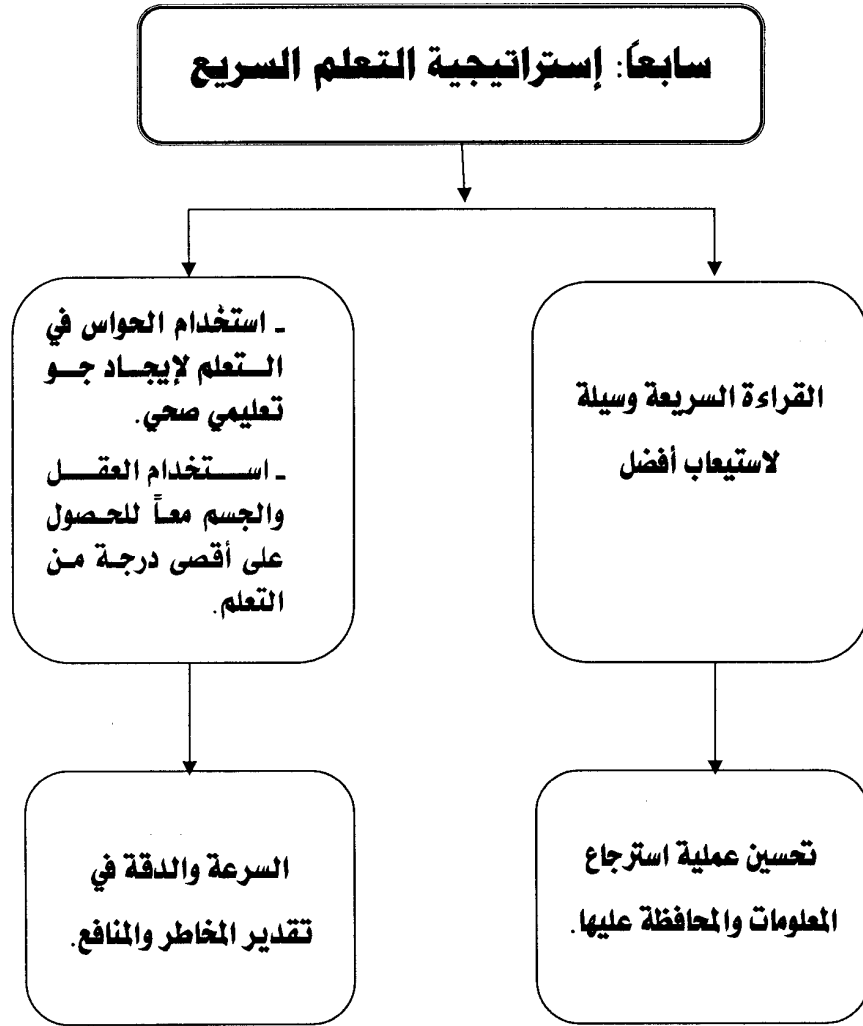 سابعاً: إستراتيجية التعلم السريع
القراءة السريعة وسيلة
لاستيعاب أفضل
ـ استخدام الحواس في
التعلم لإيجاد جو
تعليمي صحي.
ـ استخدام العقل
والجسم معاً للحصول
على أقصى درجة من
التعلم.
تحسين عملية استرجاع
المعلومات والمحافظة عليها.
السرعة والدقة في
تقدير المخاطر والمنافع.